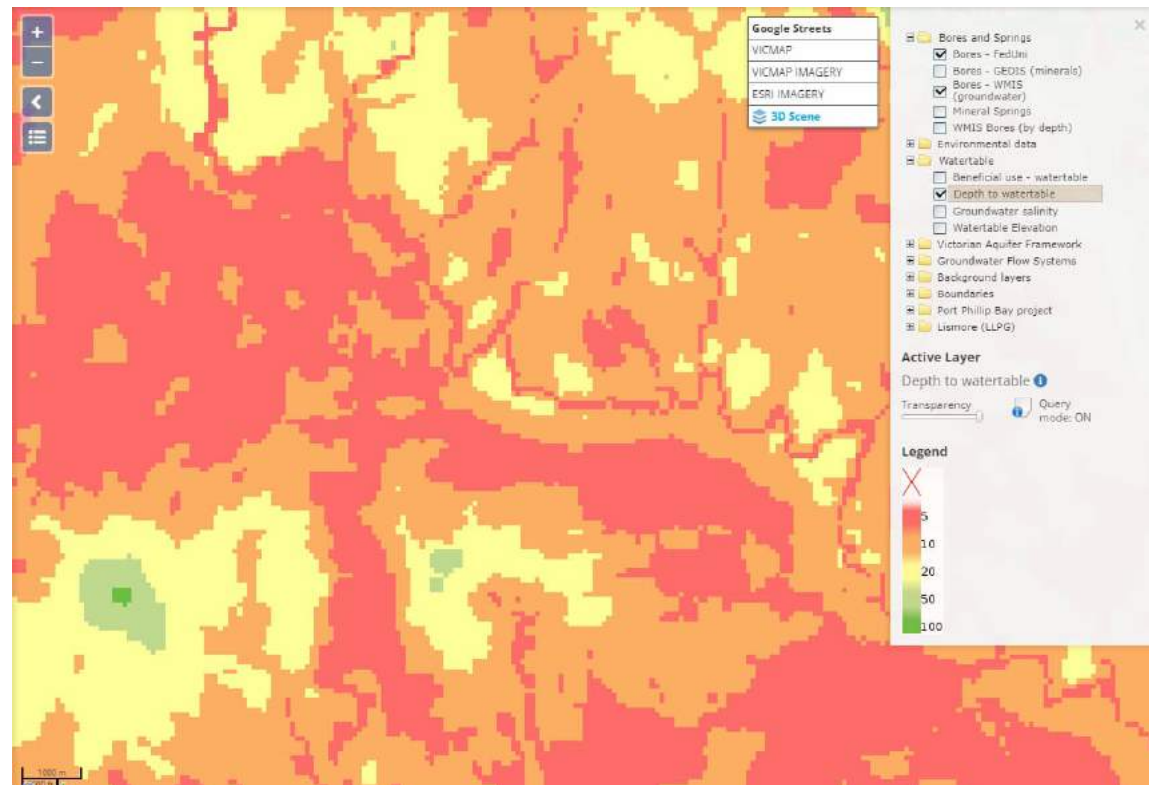 +
−
Google Streets
VICMAP
VICMAP IMAGERY
ESRI IMAGERY
3D Scene
Bores and Springs
Bores - FedUni
Bores - GEDIS (minerals)
Bores - WMIS
(groundwater)
Mineral Springs
WMIS Bores (by depth)
Environmental data
Watertable
Beneficial use - watertable
Depth to watertable
Groundwater salinity
Watertable Elevation
Victorian Aquifer Framework
Groundwater Flow Systems
Background layers
Boundaries
Port Phillip Bay project
Lismore (LLPG)
Active Layer
Depth to watertable
Transparency
Query
mode: ON
Legend
5
10
20
50
100
1000 m